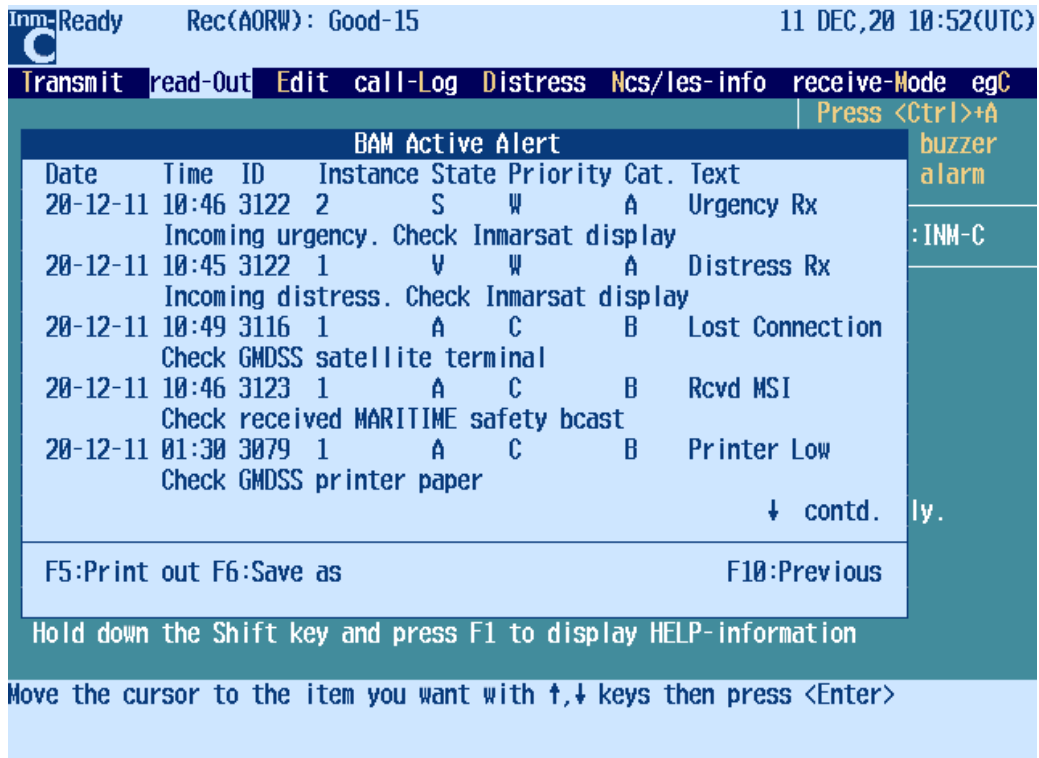 Inm-C Ready Rec(AORW): Good-15 11 DEC,20 10:52(UTC)
Transmit read-Out Edit call-Log Distress Ncs/les-info receive-Mode egC
Press <Ctrl>+A
BAM Active Alert buzzer
Date Time ID Instance State Priority Cat. Text alarm
20-12-11 10:46 3122 2 S W A Urgency Rx
Incoming urgency. Check Inmarsat display :INM-C
20-12-11 10:45 3122 1 V W A Distress Rx
Incoming distress. Check Inmarsat display
20-12-11 10:49 3116 1 A C B Lost Connection
Check GMDSS satellite terminal
20-12-11 10:46 3123 1 A C B Rcvd MSI
Check received MARITIME safety bcast
20-12-11 01:30 3079 1 A C B Printer Low
Check GMDSS printer paper
↓ contd. ly.
F5:Print out F6:Save as F10:Previous
Hold down the Shift key and press F1 to display HELP-information
Move the cursor to the item you want with ↑,↓ keys then press <Enter>